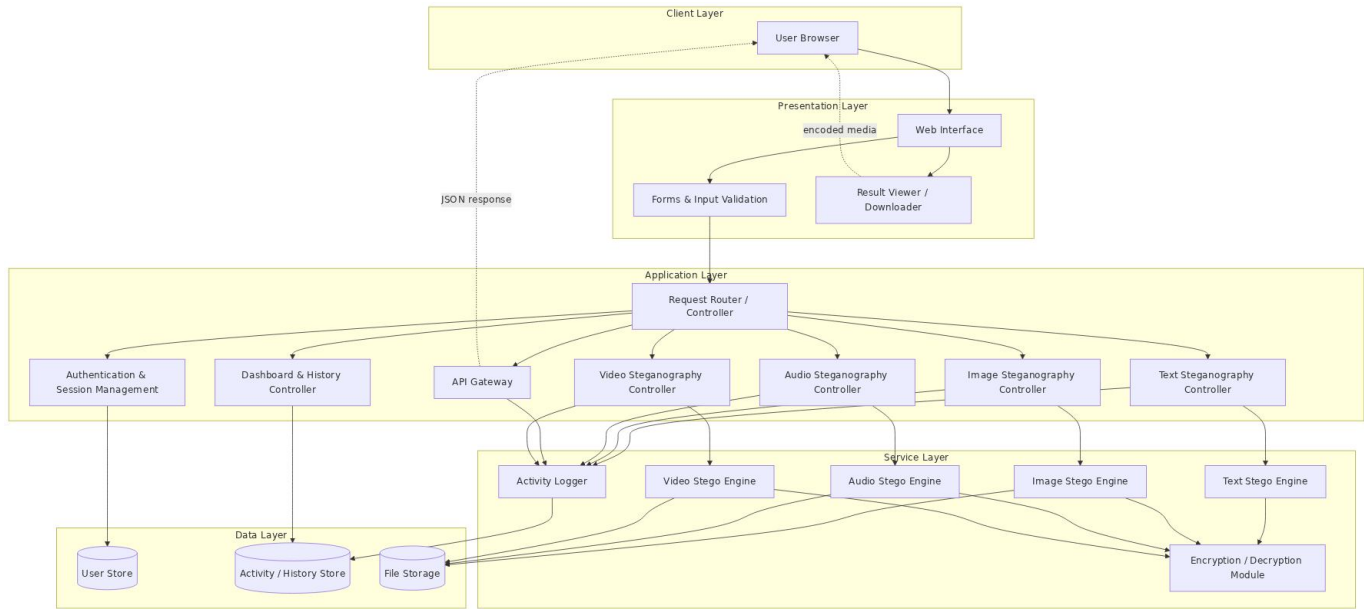 Client Layer
User Browser
Presentation Layer
Web Interface
encoded media
Forms & Input Validation
Result Viewer /
Downloader
JSON response
Application Layer
Request Router /
Controller
Authentication &
Session Management
Dashboard & History
Controller
API Gateway
Video Steganography
Controller
Audio Steganography
Controller
Image Steganography
Controller
Text Steganography
Controller
Service Layer
Activity Logger
Video Stego Engine
Audio Stego Engine
Image Stego Engine
Text Stego Engine
Data Layer
User Store
Activity / History Store
File Storage
Encryption / Decryption
Module